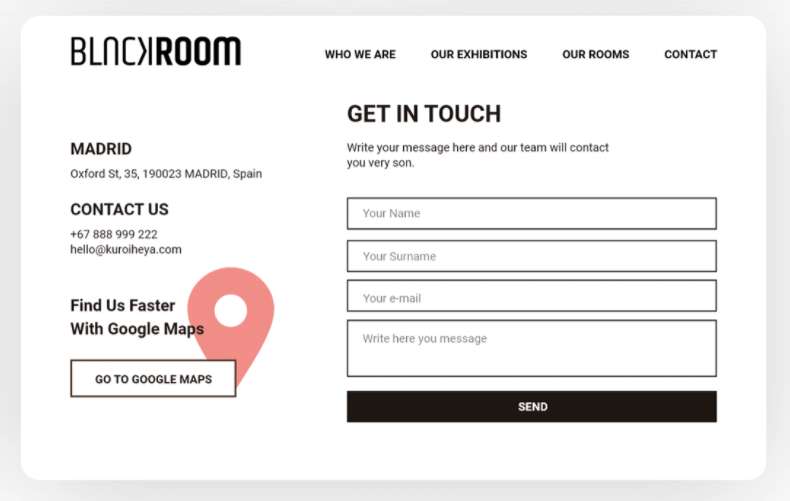 BLACKROOM
WHO WE ARE
OUR EXHIBITIONS
OUR ROOMS
CONTACT
MADRID
Oxford St, 35, 190023 MADRID, Spain
CONTACT US
+67 888 999 222
hello@kuroiheya.com
Find Us Faster
With Google Maps
GO TO GOOGLE MAPS
GET IN TOUCH
Write your message here and our team will contact
you very son.
Your Name
Your Surname
Your e-mail
Write here you message
SEND